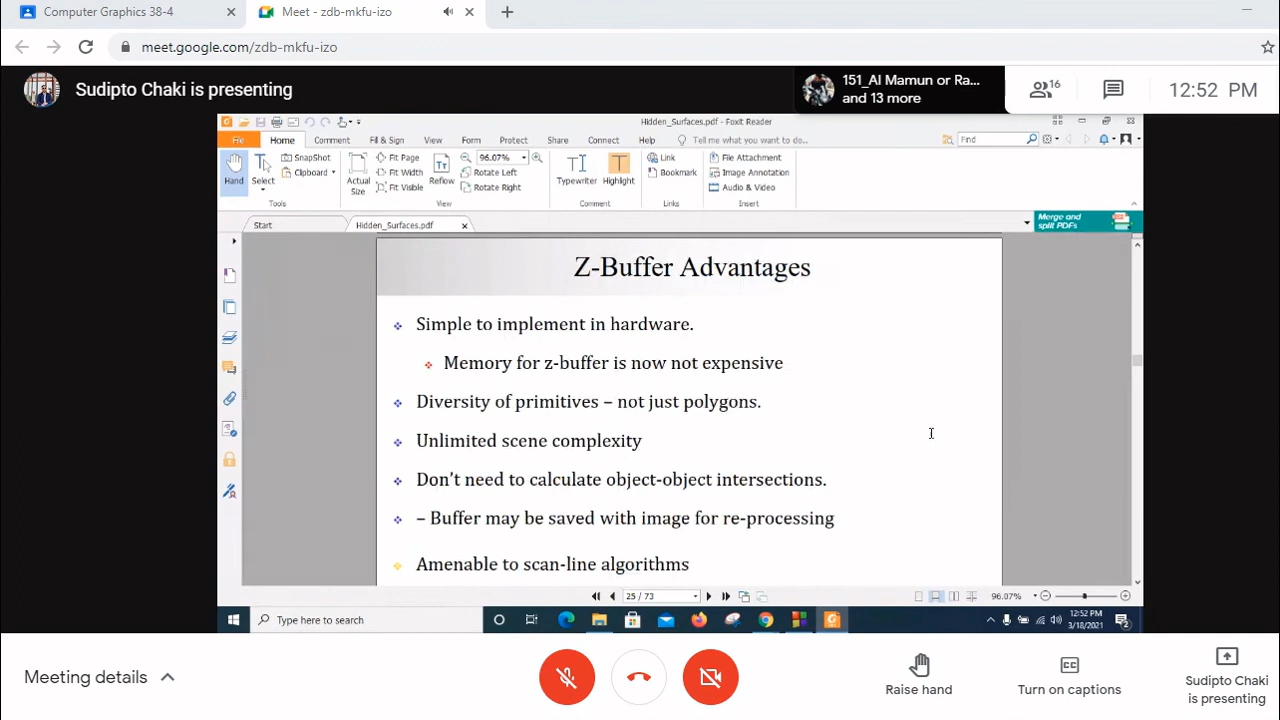 Computer Graphics 38-4
Meet - zdb-mkfu-izo
meet.google.com/zdb-mkfu-izo
Sudipto Chaki is presenting
151_Al Mamun or Ra...
and 13 more
16
12:52 PM
Hidden_Surfaces.pdf - Foxit Reader
File Home Comment Fill & Sign View Form Protect Share Connect Help Tell me what you want to do... Find
Hand
Select
SnapShot
Clipboard
Tools
Actual Size
Fit Page
Fit Width
Fit Visible
Reflow
96.07%
Rotate Left
Rotate Right
View
Typewriter
Highlight
Comment
Link
Bookmark
Links
File Attachment
Image Annotation
Audio & Video
Insert
Start
Hidden_Surfaces.pdf
Merge and
split PDFs
Z-Buffer Advantages
Simple to implement in hardware.
Memory for z-buffer is now not expensive
Diversity of primitives – not just polygons.
Unlimited scene complexity
Don't need to calculate object-object intersections.
– Buffer may be saved with image for re-processing
Amenable to scan-line algorithms
25 / 73
96.07%
Type here to search
12:52 PM
3/18/2021
2
Meeting details
Raise hand
Turn on captions
Sudipto Chaki
is presenting